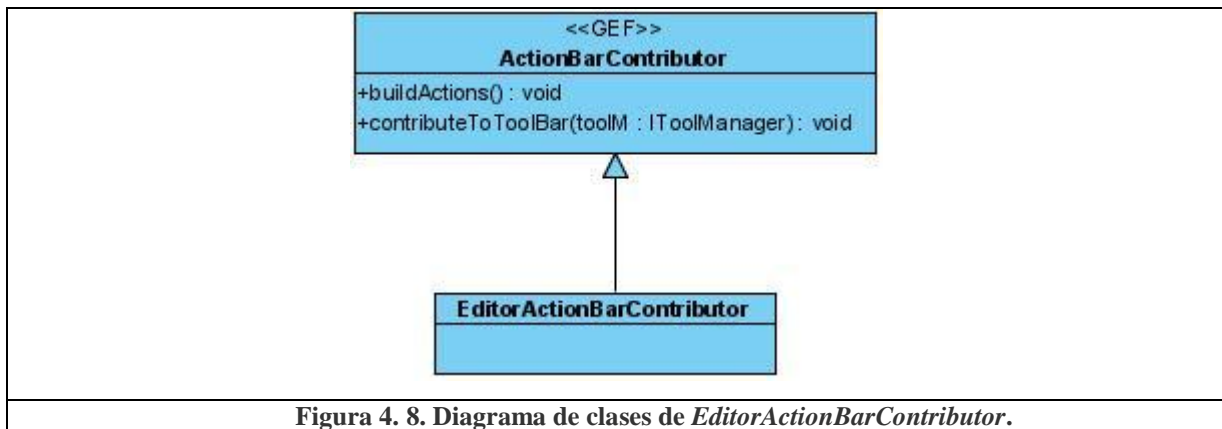 <<GEF>>
ActionBarContributor
+buildActions() : void
+contributeToToolBar(toolM : IToolManager) : void
EditorActionBarContributor
Figura 4. 8. Diagrama de clases de EditorActionBarContributor.